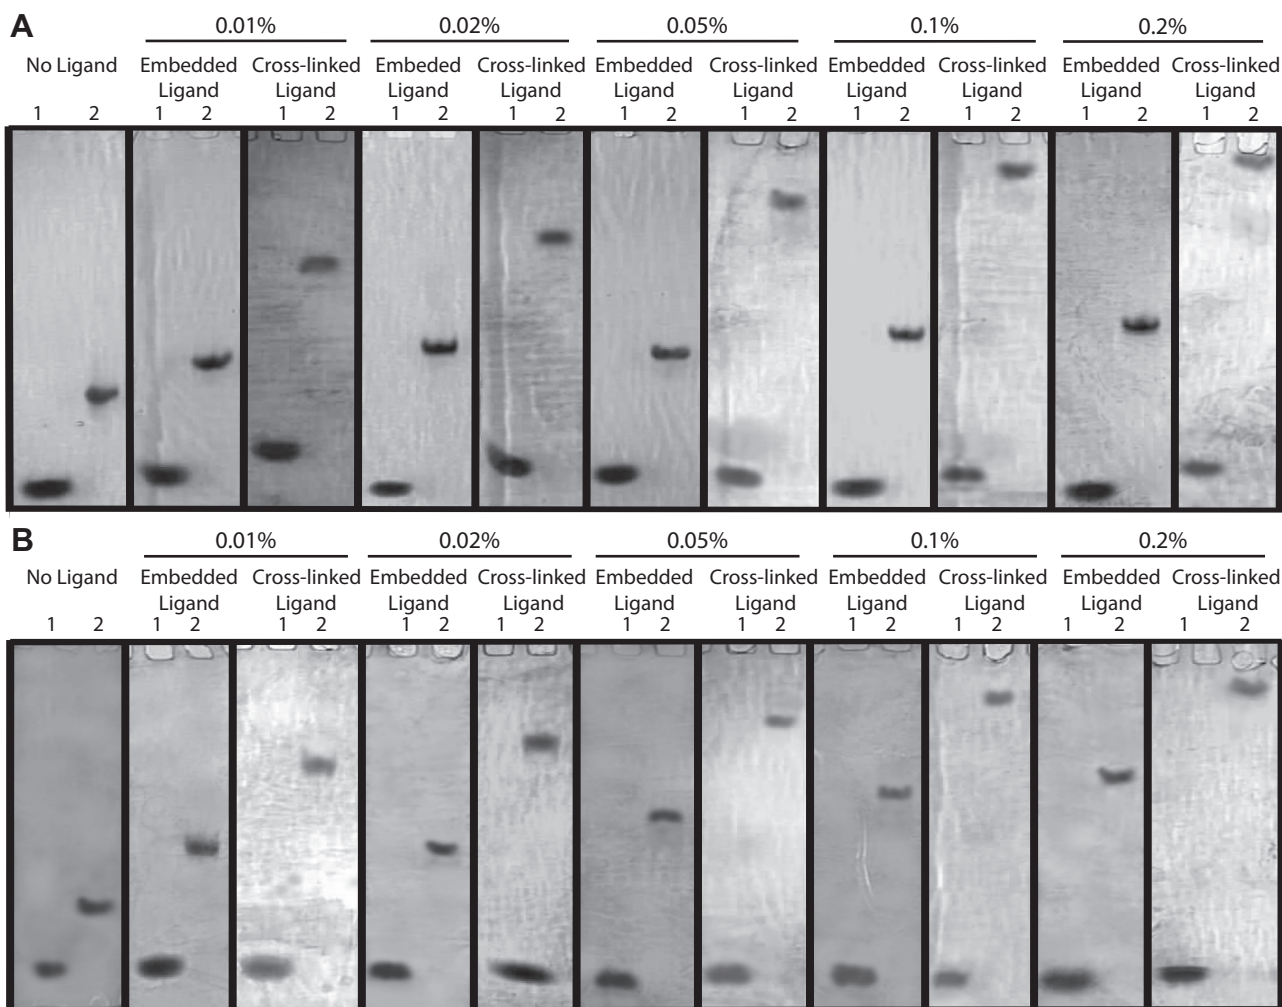 A
0.01% 0.02% 0.05% 0.1% 0.2%
No Ligand Embedded Cross-linked Embeded Cross-linked Embedded Cross-linked Embedded Cross-linked Embedded Cross-linked
Ligand Ligand Ligand Ligand Ligand Ligand Ligand Ligand Ligand Ligand
1 2 1 2 1 2 1 2 1 2 1 2 1 2 1 2 1 2 1 2 1 2
B
0.01% 0.02% 0.05% 0.1% 0.2%
No Ligand Embedded Cross-linked Embedded Cross-linked Embedded Cross-linked Embedded Cross-linked Embedded Cross-linked
Ligand Ligand Ligand Ligand Ligand Ligand Ligand Ligand Ligand Ligand
1 2 1 2 1 2 1 2 1 2 1 2 1 2 1 2 1 2 1 2 1 2